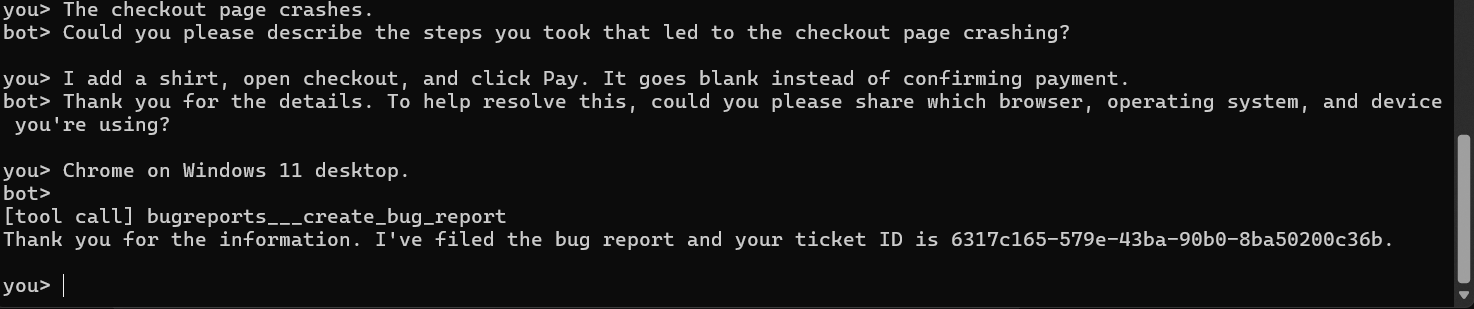 you> The checkout page crashes.
bot> Could you please describe the steps you took that led to the checkout page crashing?
you> I add a shirt, open checkout, and click Pay. It goes blank instead of confirming payment.
bot> Thank you for the details. To help resolve this, could you please share which browser, operating system, and device
you're using?
you> Chrome on Windows 11 desktop.
bot>
[tool call] bugreports___create_bug_report
Thank you for the information. I've filed the bug report and your ticket ID is 6317c165-579e-43ba-90b0-8ba50200c36b.
you>